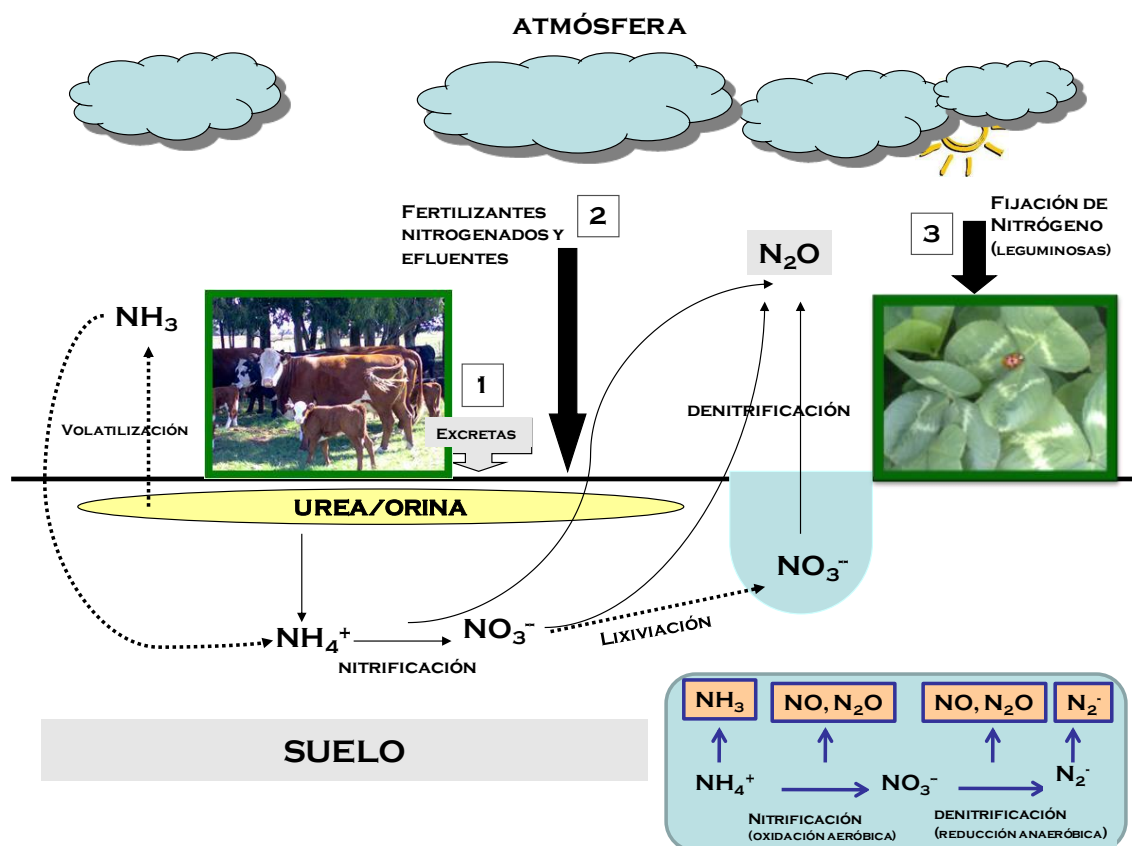 ATMÓSFERA
FERTILIZANTES
NITROGENADOS Y
EFLUENTES
2
3
FIJACIÓN DE
NITRÓGENO
(LEGUMINOSAS)
N₂O
NH₃
1
VOLATILIZACIÓN
EXCRETAS
DENITRIFICACIÓN
UREA/ORINA
NO₃⁻
NH₄⁺
NO₃⁻
NITRIFICACIÓN
LIXIVIACIÓN
SUELO
NH₃
NO, N₂O
NO, N₂O
N₂⁻
NH₄⁺
NO₃⁻
N₂⁻
NITRIFICACIÓN
(OXIDACIÓN AERÓBICA)
DENITRIFICACIÓN
(REDUCCIÓN ANAERÓBICA)